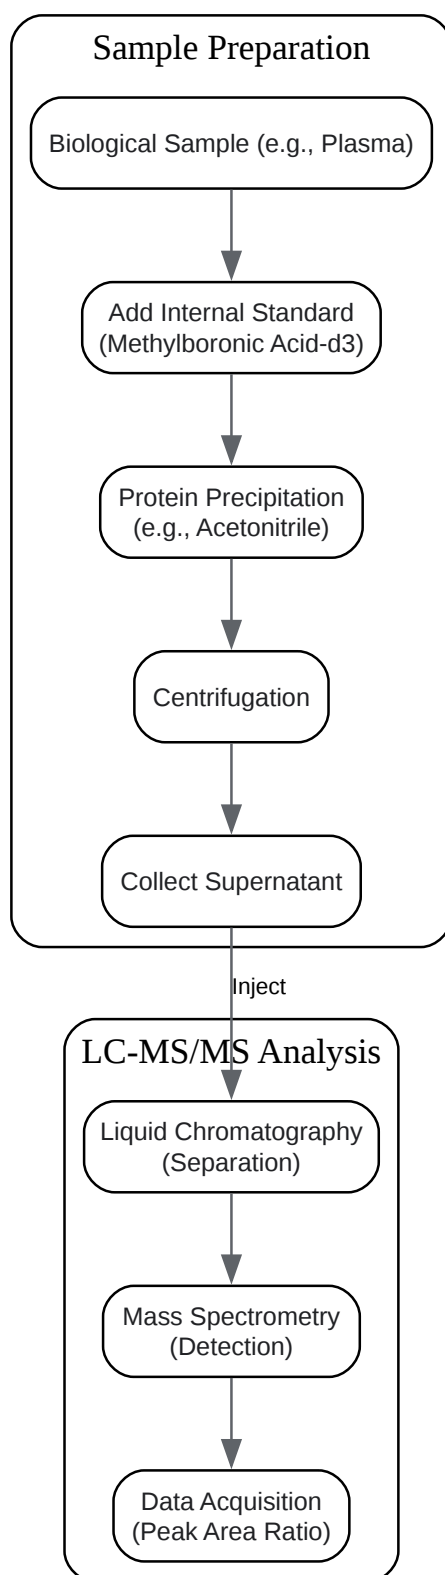 Sample Preparation
Biological Sample (e.g., Plasma)
Add Internal Standard
(Methylboronic Acid-d3)
Protein Precipitation
(e.g., Acetonitrile)
Centrifugation
Collect Supernatant
Inject
LC-MS/MS Analysis
Liquid Chromatography
(Separation)
Mass Spectrometry
(Detection)
Data Acquisition
(Peak Area Ratio)